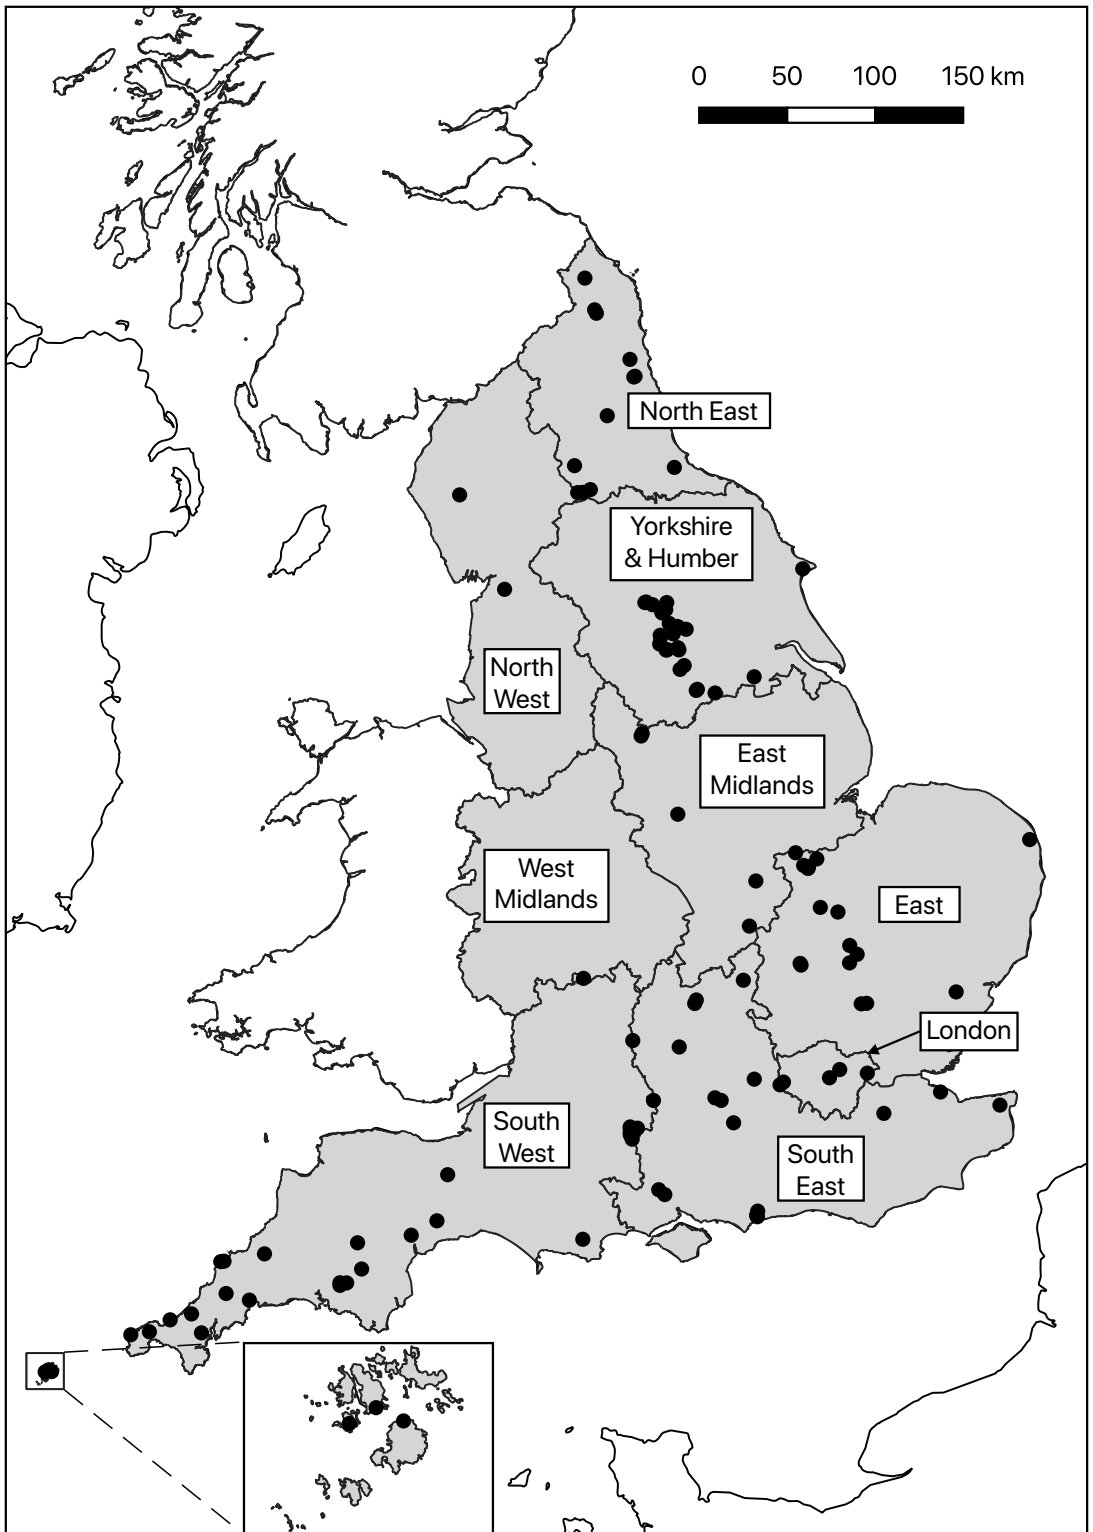 0 50 100 150 km
North East
Yorkshire
& Humber
North
West
East
Midlands
West
Midlands
East
London
South
West
South
East